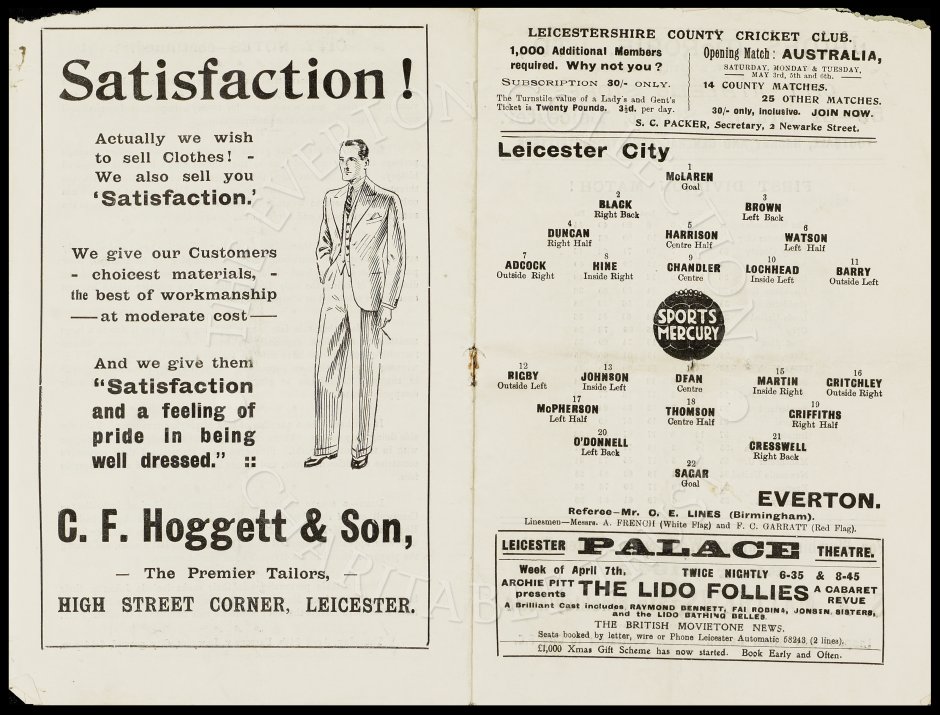 Satisfaction!
Actually we wish
to sell Clothes! -
We also sell you
'Satisfaction.'
We give our Customers
- choicest materials, -
the best of workmanship
— at moderate cost —
And we give them
"Satisfaction
and a feeling of
pride in being
well dressed." ::
C. F. Hoggett & Son,
— The Premier Tailors,
HIGH STREET CORNER, LEICESTER.
LEICESTERSHIRE COUNTY CRICKET CLUB.
1,000 Additional Members
required. Why not you?
SUBSCRIPTION 30/- ONLY.
The Turnstile value of a Lady's and Gent's
Ticket is Twenty Pounds. 3½d. per day.
Opening Match: AUSTRALIA,
SATURDAY, MONDAY & TUESDAY,
— MAY 3rd, 5th and 6th. —
14 COUNTY MATCHES.
25 OTHER MATCHES.
30/- only, inclusive. JOIN NOW.
S. C. PACKER, Secretary, 2 Newarke Street.
Leicester City
1
McLAREN
Goal
2 3
BLACK BROWN
Right Back Left Back
4 5 6
DUNCAN HARRISON WATSON
Right Half Centre Half Left Half
7 8 9 10 11
ADCOCK HINE CHANDLER LOCHHEAD BARRY
Outside Right Inside Right Centre Inside Left Outside Left
SPORTS
MERCURY
12 13 14 15 16
RIGBY JOHNSON DEAN MARTIN CRITCHLEY
Outside Left Inside Left Centre Inside Right Outside Right
17 18 19
McPHERSON THOMSON GRIFFITHS
Left Half Centre Half Right Half
20 21
O'DONNELL CRESSWELL
Left Back Right Back
22
SAGAR
Goal
EVERTON.
Referee—Mr. O. E. LINES (Birmingham).
Linesmen—Messrs. A. FRENCH (White Flag) and F. C. GARRATT (Red Flag).
LEICESTER PALACE THEATRE.
Week of April 7th. TWICE NIGHTLY 6-35 & 8-45
ARCHIE PITT presents THE LIDO FOLLIES A CABARET REVUE
A Brilliant Cast includes RAYMOND BENNETT, FAI ROBINA, JONSEN SISTERS,
and the LIDO BATHING BELLES.
THE BRITISH MOVIETONE NEWS.
Seats booked by letter, wire or Phone Leicester Automatic 58243 (2 lines).
£1,000 Xmas Gift Scheme has now started. Book Early and Often.
THE EVERTON COLLECTION
CHARITABLE